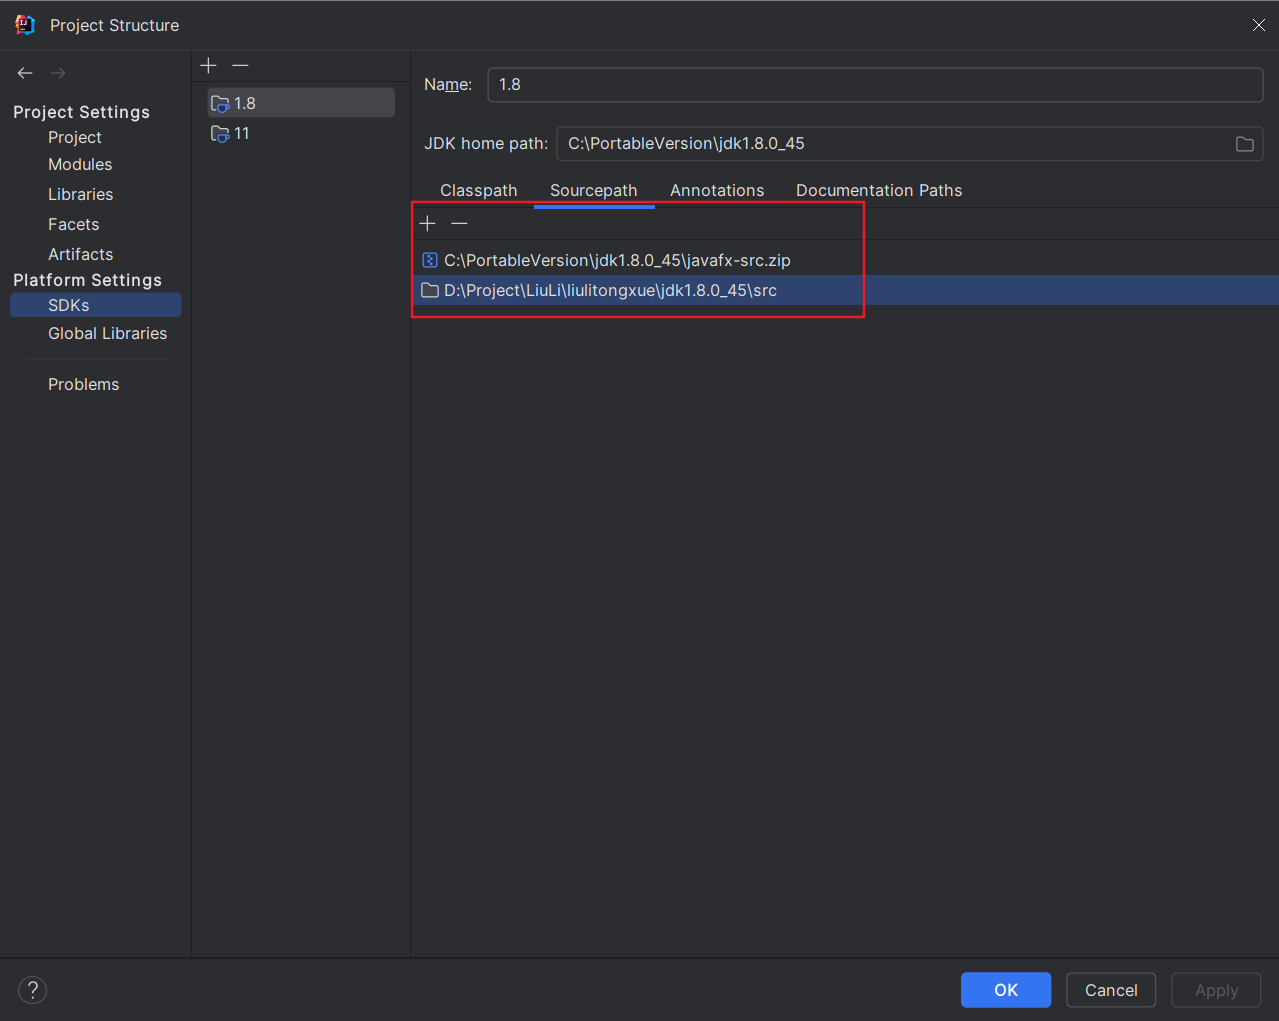 Project Structure
Project Settings
Project
Modules
Libraries
Facets
Artifacts
Platform Settings
SDKs
Global Libraries
Problems
1.8
11
Name: 1.8
JDK home path: C:\PortableVersion\jdk1.8.0_45
Classpath Sourcepath Annotations Documentation Paths
C:\PortableVersion\jdk1.8.0_45\javafx-src.zip
D:\Project\LiuLi\liulitongxue\jdk1.8.0_45\src
? OK Cancel Apply